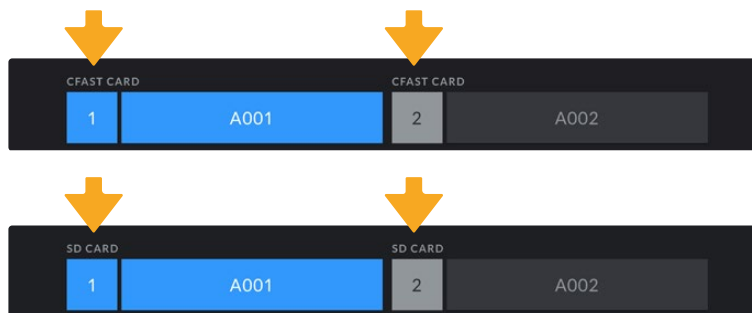 CFAST CARD CFAST CARD
1 A001 2 A002
SD CARD SD CARD
1 A001 2 A002